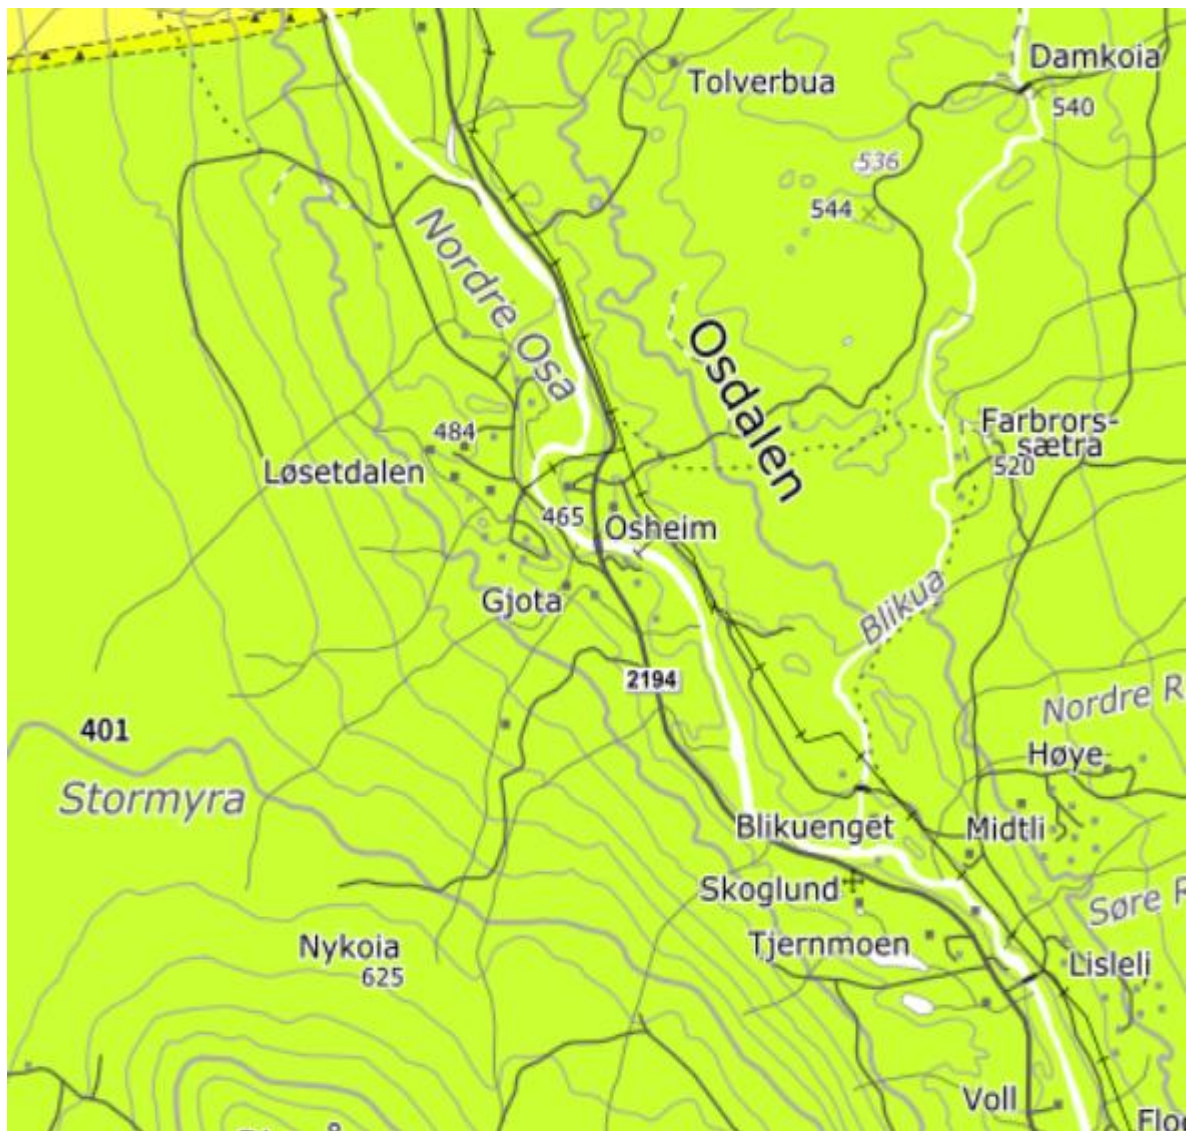 Damkoia
Tolverbua
540
536
544
Nordre Osa
Osdalen
Farbrors-
sætra
484
520
Løsetdalen
465
Osheim
Blikua
Gjota
2194
Nordre R
401
Høye
Stormyra
Blikuenget
Midtli
Skoglund
Søre R
Tjernmoen
Nykoia
Lisleli
625
Voll